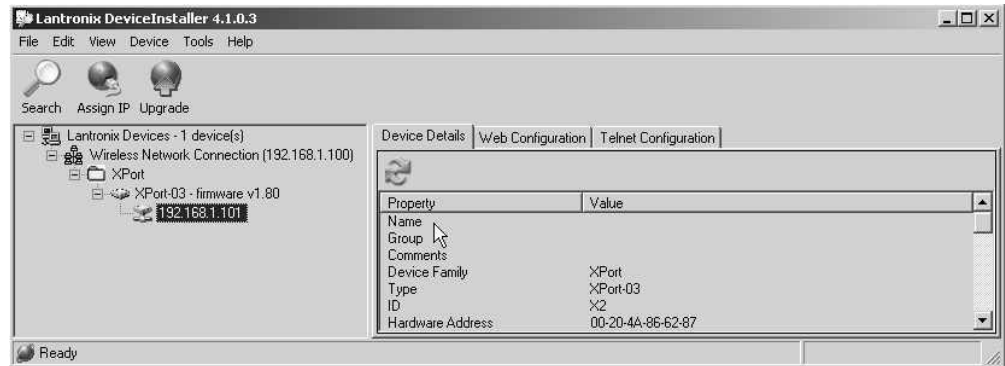 Lantronix DeviceInstaller 4.1.0.3
File Edit View Device Tools Help
Search Assign IP Upgrade
Lantronix Devices - 1 device(s)
Wireless Network Connection (192.168.1.100)
XPort
XPort-03 - firmware v1.80
192.168.1.101
Device Details Web Configuration Telnet Configuration
Property Value
Name
Group
Comments
Device Family XPort
Type XPort-03
ID X2
Hardware Address 00-20-4A-86-62-87
Ready